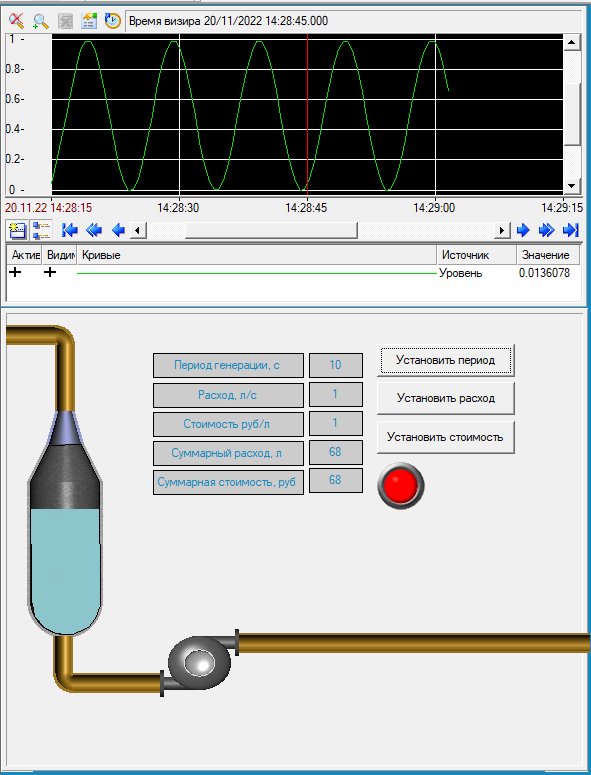 Время визира 20/11/2022 14:28:45.000
1
0.8
0.6
0.4
0.2
0
20.11.22 14:28:15 14:28:30 14:28:45 14:29:00 14:29:15
Актив Видим Кривые Источник Значение
Уровень 0.0136078
Период генерации, с 10 Установить период
Расход, л/с 1 Установить расход
Стоимость руб/л 1 Установить стоимость
Суммарный расход, л 68
Суммарная стоимость, руб 68